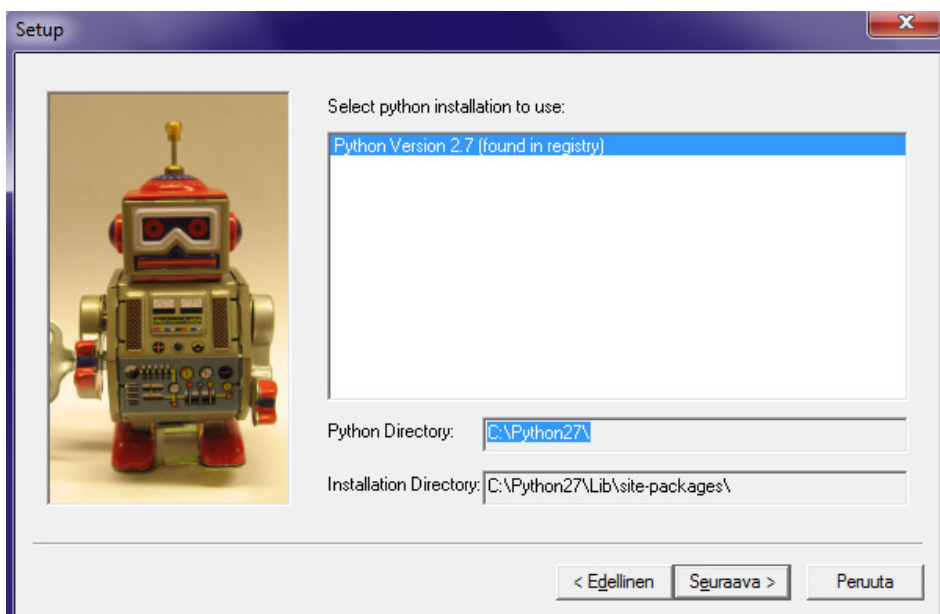 Setup
Select python installation to use:
Python Version 2.7 (found in registry)
Python Directory:
C:\Python27\
Installation Directory:
C:\Python27\Lib\site-packages\
< Edellinen
Seuraava >
Peruuta